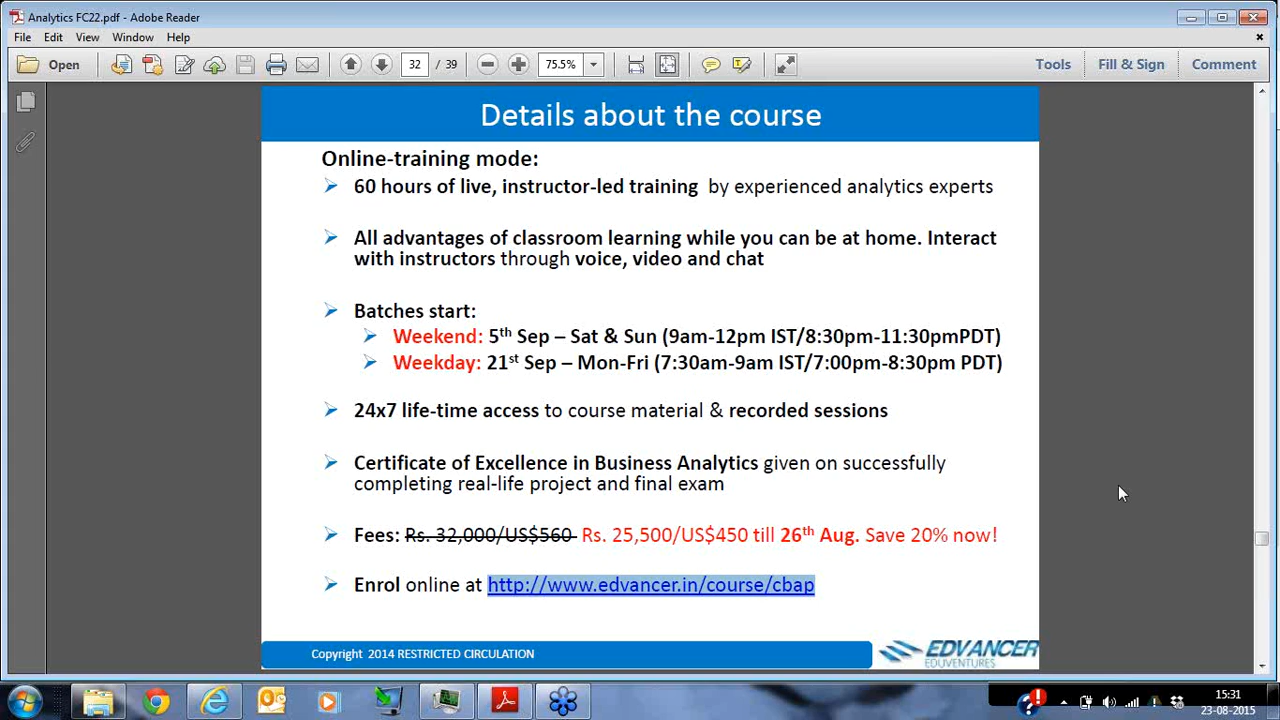 Analytics FC22.pdf - Adobe Reader
File Edit View Window Help
Open 32 / 39 75.5% Tools Fill & Sign Comment
Details about the course
Online-training mode:
60 hours of live, instructor-led training by experienced analytics experts
All advantages of classroom learning while you can be at home. Interact
with instructors through voice, video and chat
Batches start:
Weekend: 5th Sep – Sat & Sun (9am-12pm IST/8:30pm-11:30pmPDT)
Weekday: 21st Sep – Mon-Fri (7:30am-9am IST/7:00pm-8:30pm PDT)
24x7 life-time access to course material & recorded sessions
Certificate of Excellence in Business Analytics given on successfully
completing real-life project and final exam
Fees: Rs. 32,000/US$560 Rs. 25,500/US$450 till 26th Aug. Save 20% now!
Enrol online at http://www.edvancer.in/course/cbap
Copyright 2014 RESTRICTED CIRCULATION
EDVANCER
EDUVENTURES
15:31
23-08-2015